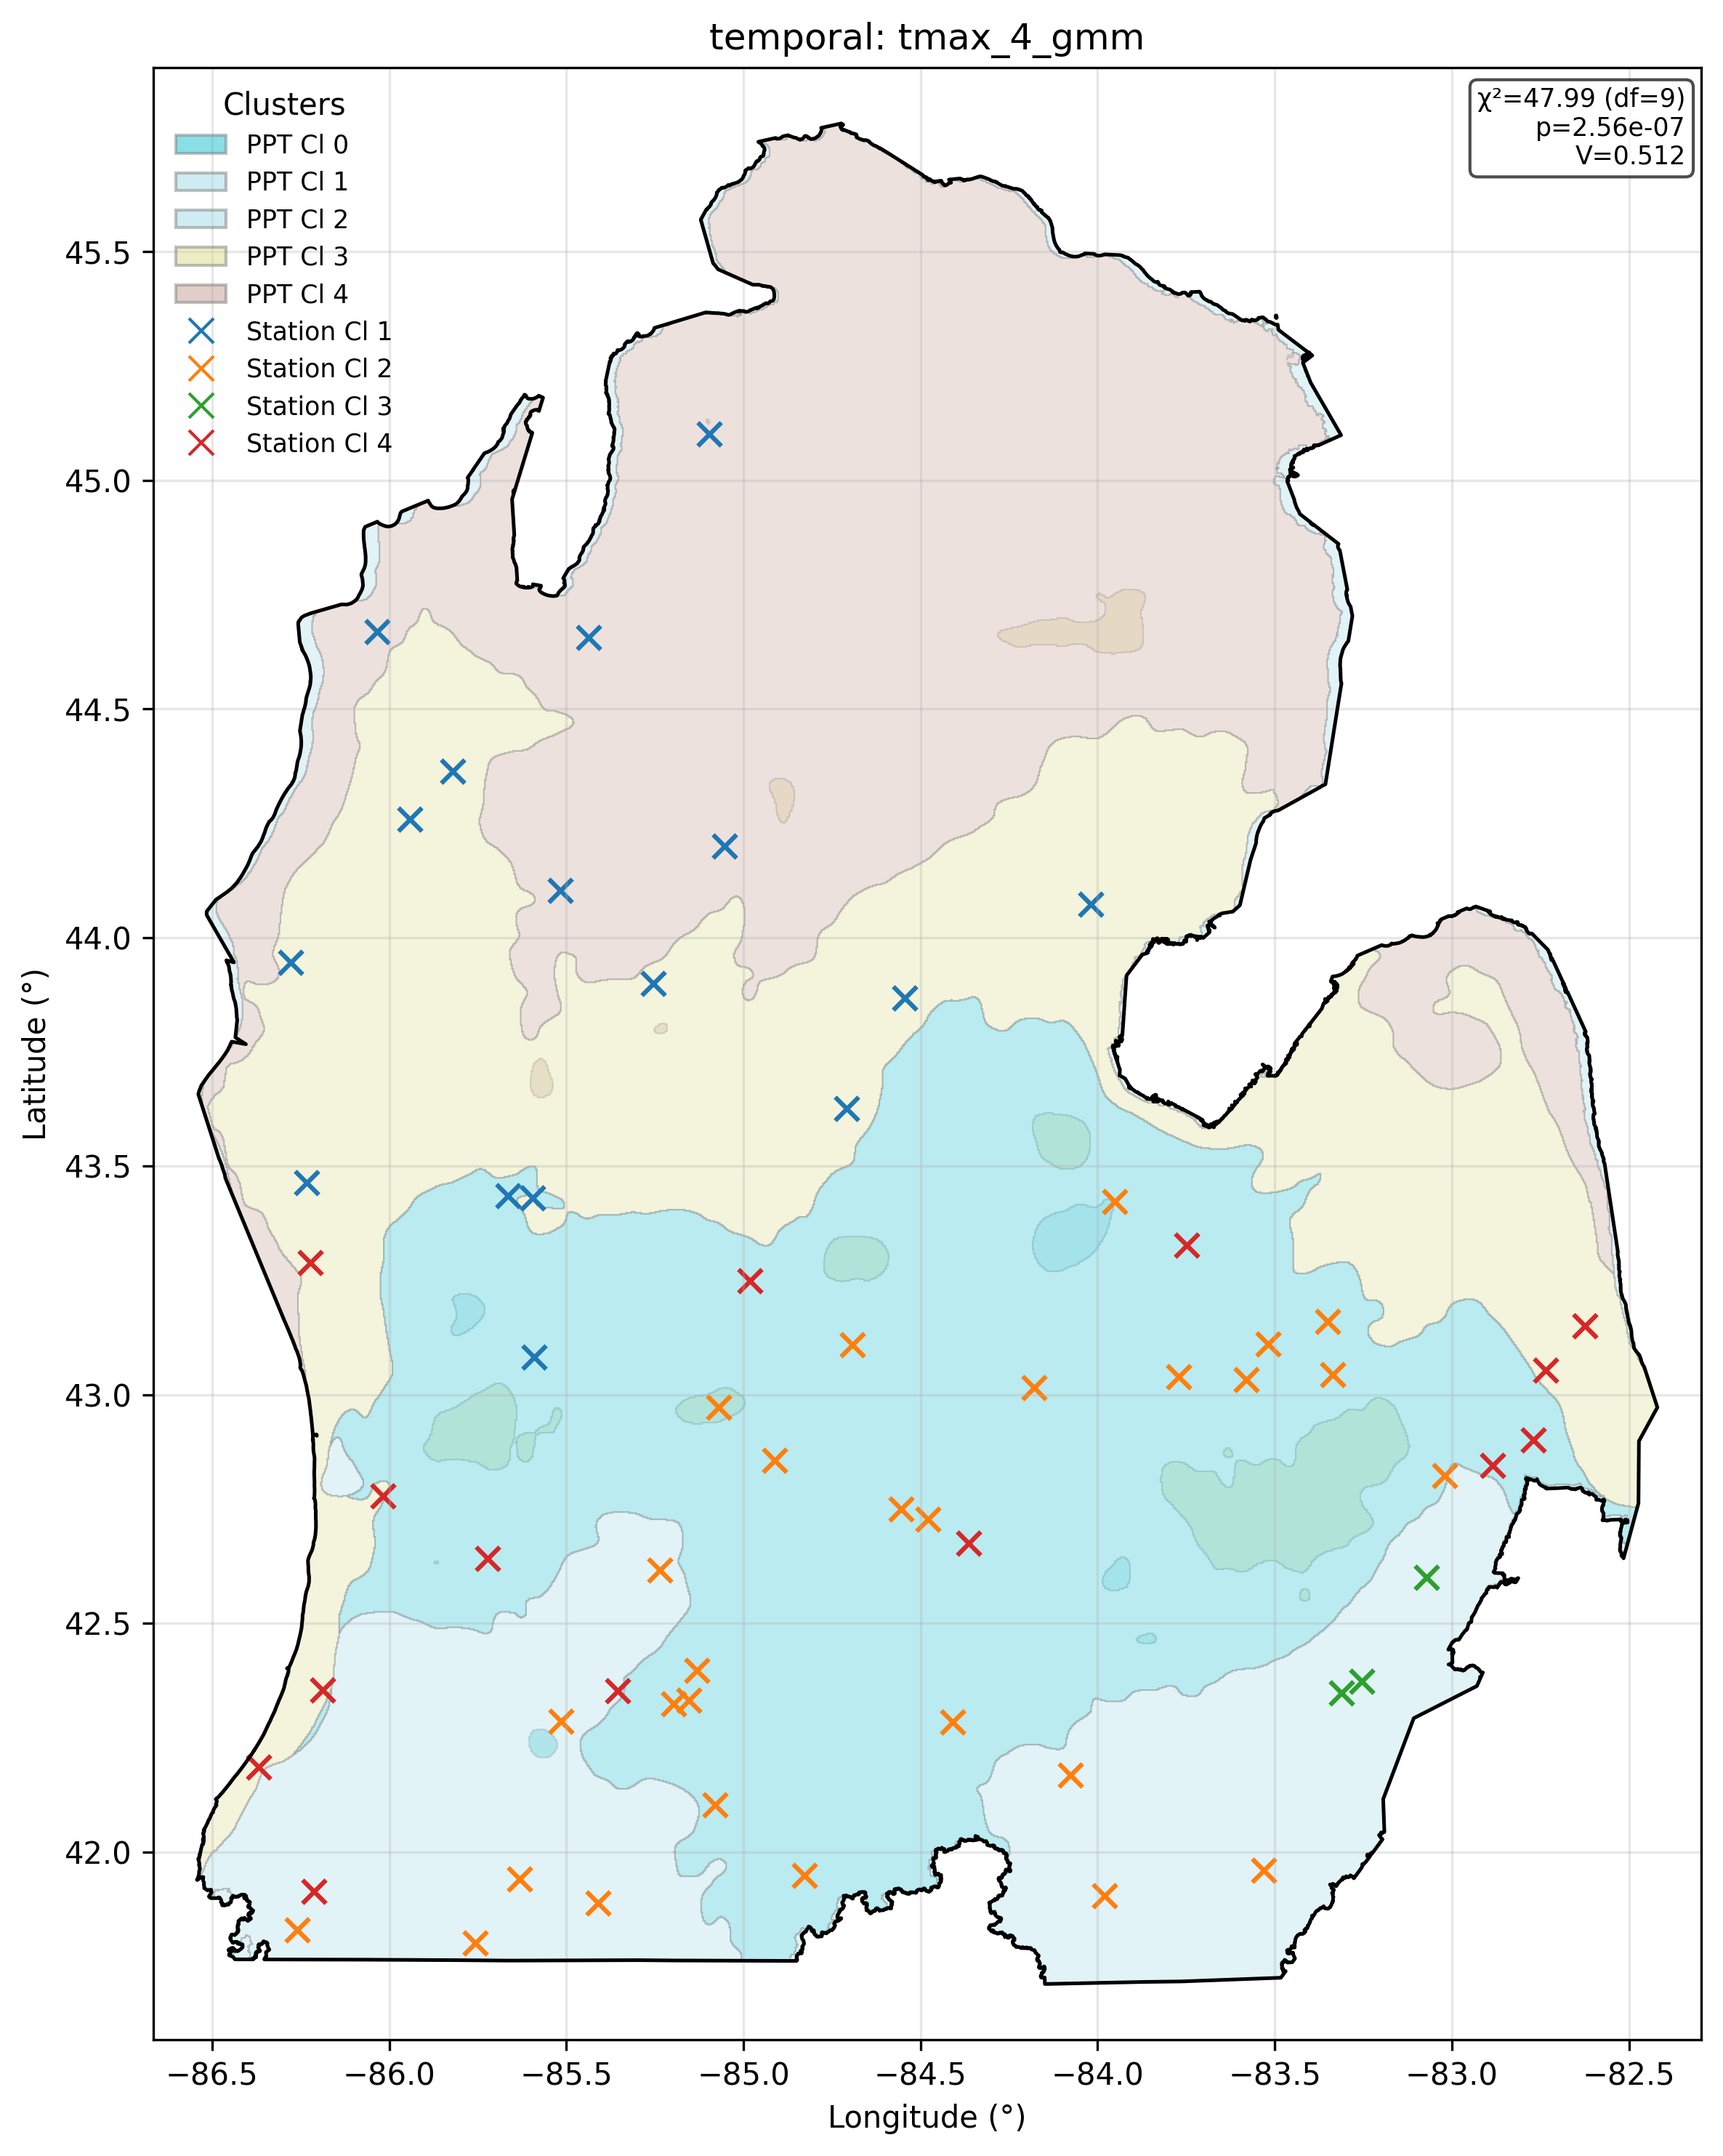 temporal: tmax_4_gmm
Clusters
PPT Cl 0
PPT Cl 1
PPT Cl 2
PPT Cl 3
PPT Cl 4
Station Cl 1
Station Cl 2
Station Cl 3
Station Cl 4
χ²=47.99 (df=9)
p=2.56e-07
V=0.512
45.5
45.0
44.5
44.0
43.5
43.0
42.5
42.0
Latitude (°)
−86.5 −86.0 −85.5 −85.0 −84.5 −84.0 −83.5 −83.0 −82.5
Longitude (°)